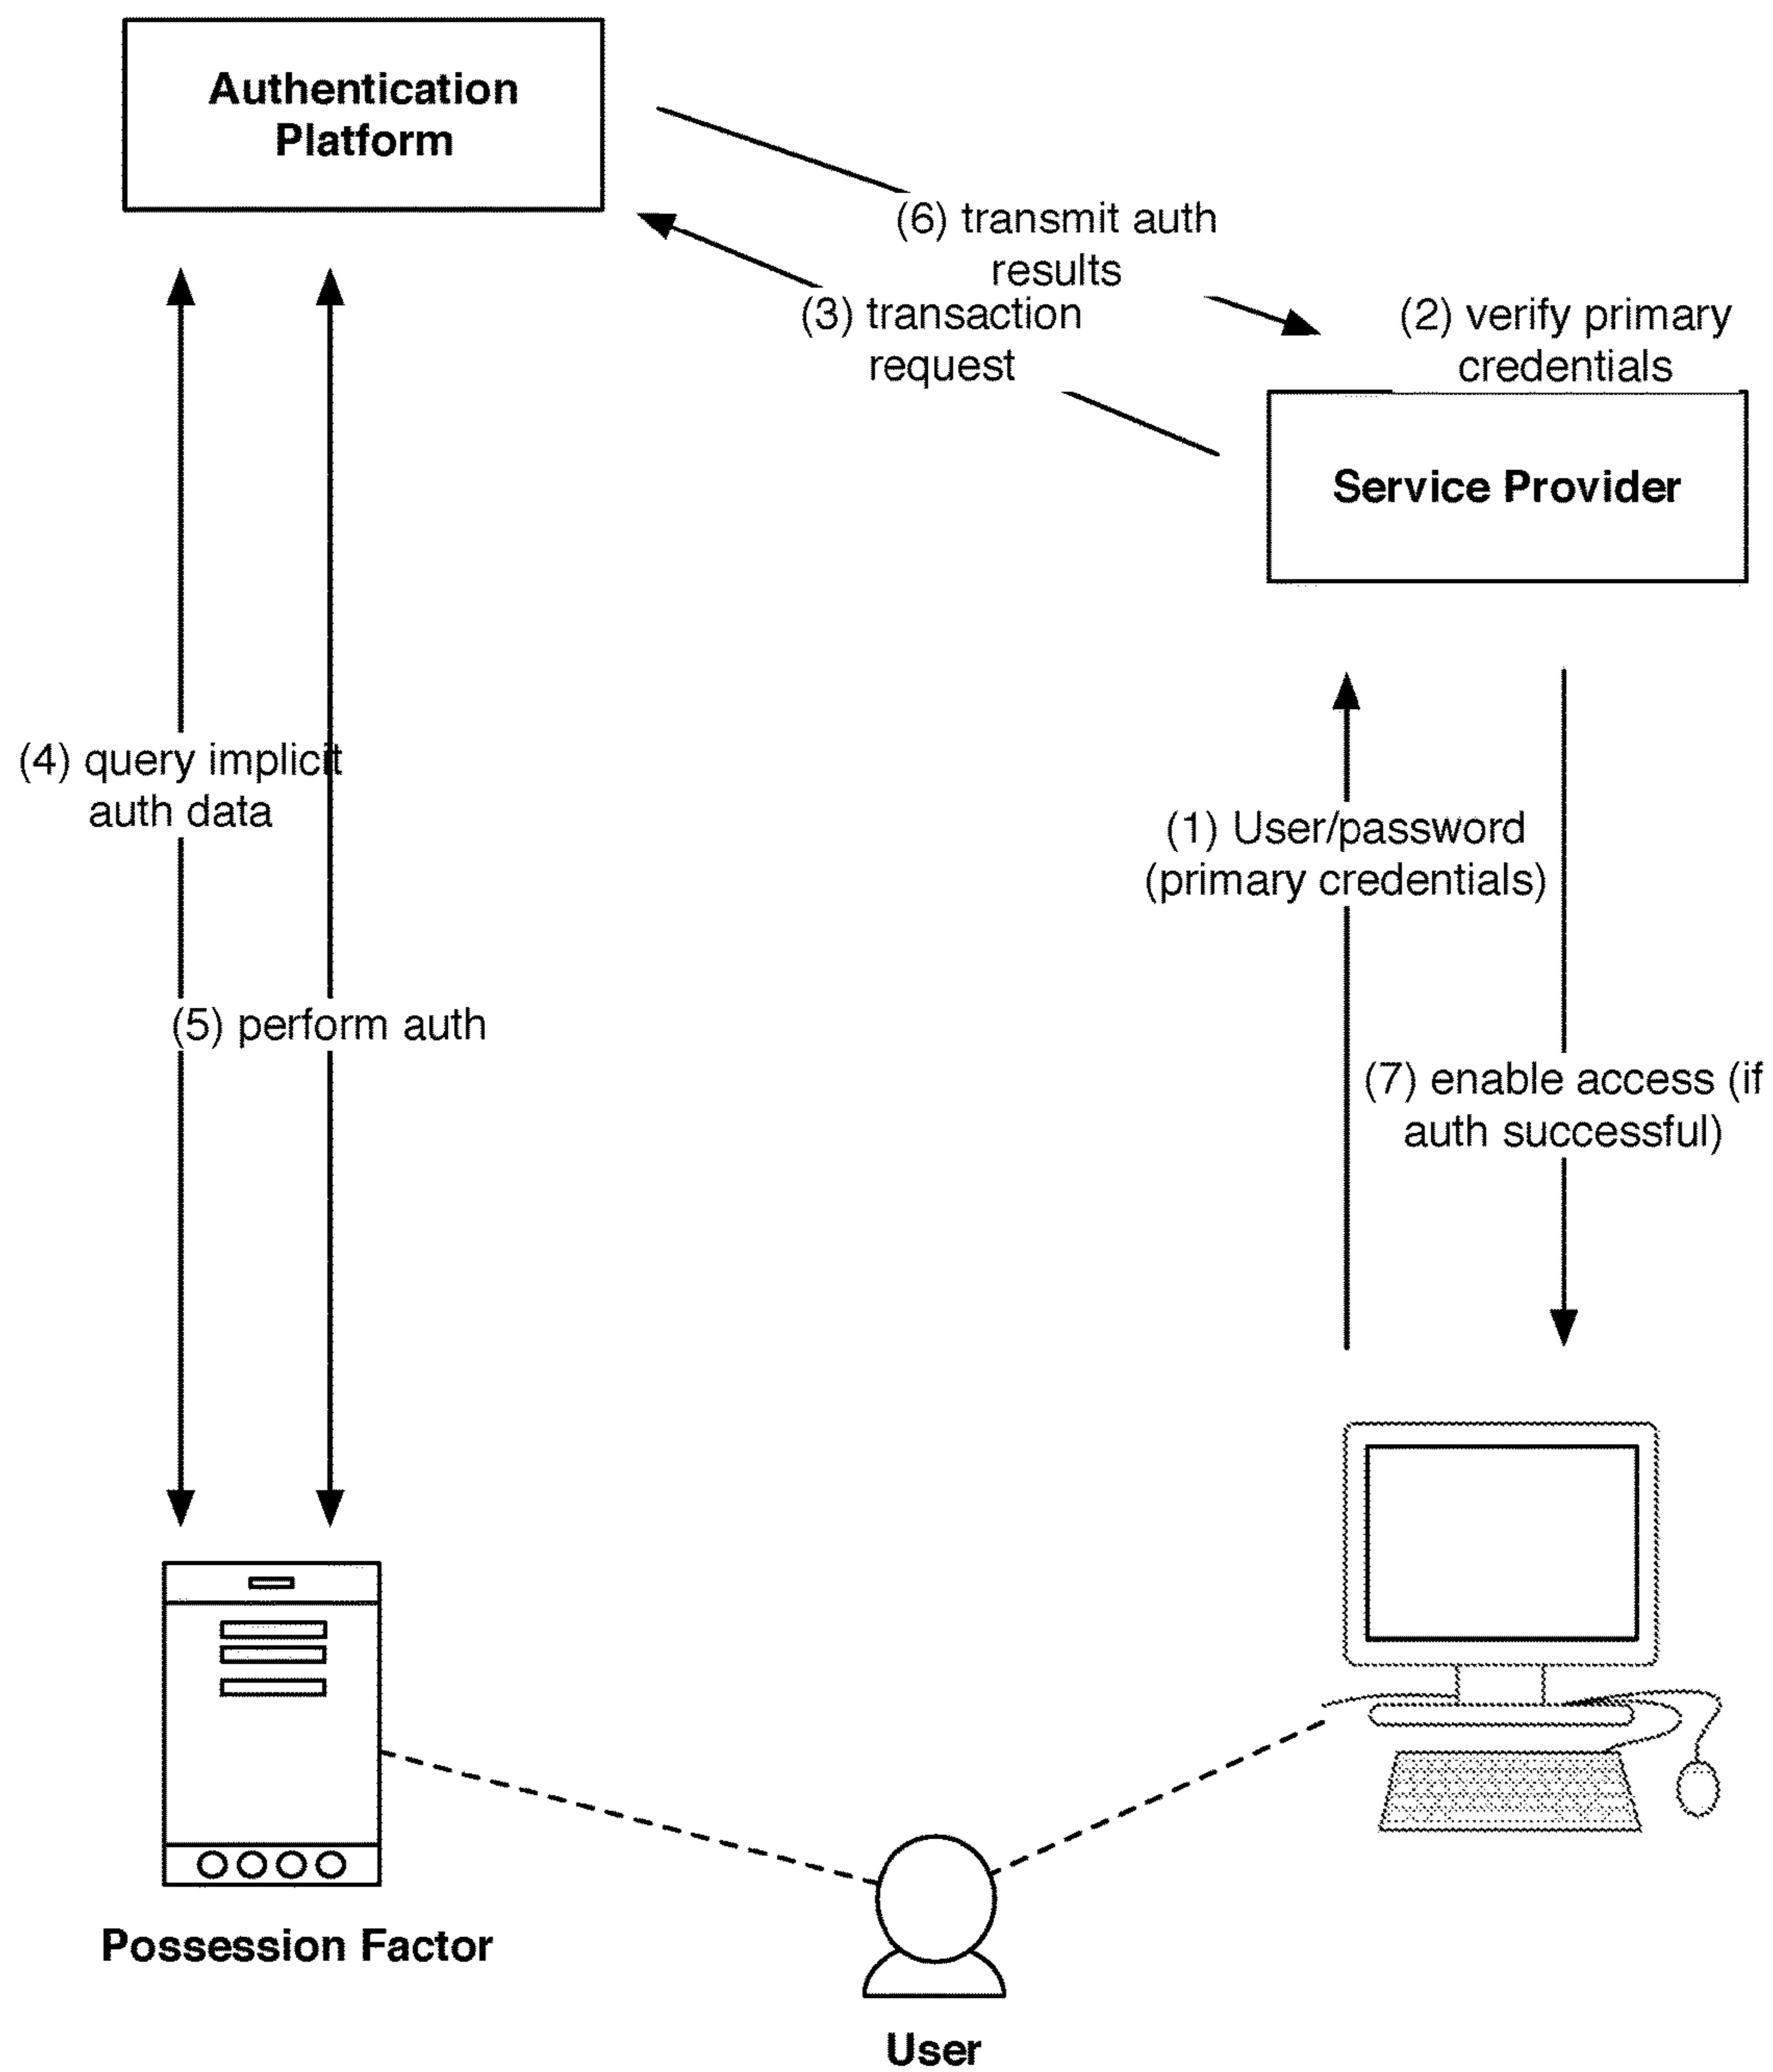 Authentication
Platform
(6) transmit auth
results
(3) transaction
request
(2) verify primary
credentials
Service Provider
(4) query implicit
auth data
(1) User/password
(primary credentials)
(5) perform auth
(7) enable access (if
auth successful)
Possession Factor
User